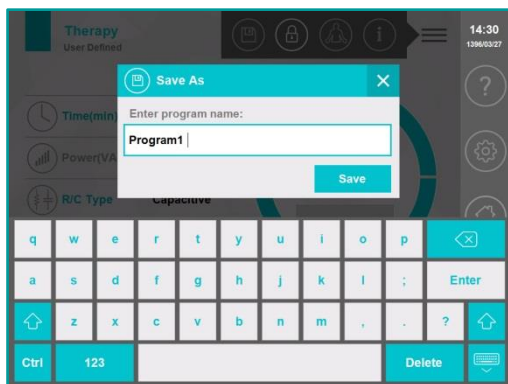 Therapy
User Defined
14:30
1396/03/27
Save As
Enter program name:
Program1
Save
Time(min)
Power(VA
R/C Type
Capacitive
q w e r t y u i o p
a s d f g h j k l ; Enter
z x c v b n m , . ?
Ctrl 123 Delete